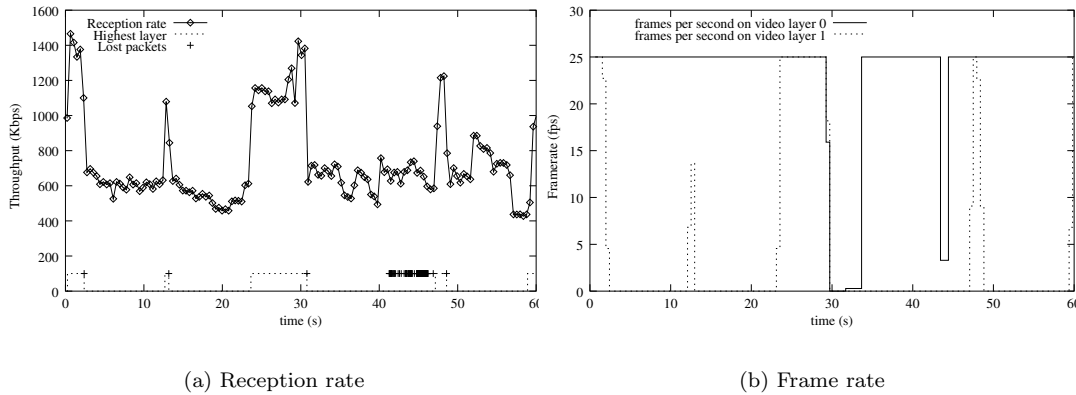 Reception rate
Highest layer
Lost packets
1600
1400
1200
1000
800
600
400
200
0
Throughput (Kbps)
0 10 20 30 40 50 60
time (s)
(a) Reception rate
frames per second on video layer 0
frames per second on video layer 1
30
25
20
15
10
5
0
Framerate (fps)
0 10 20 30 40 50 60
time (s)
(b) Frame rate